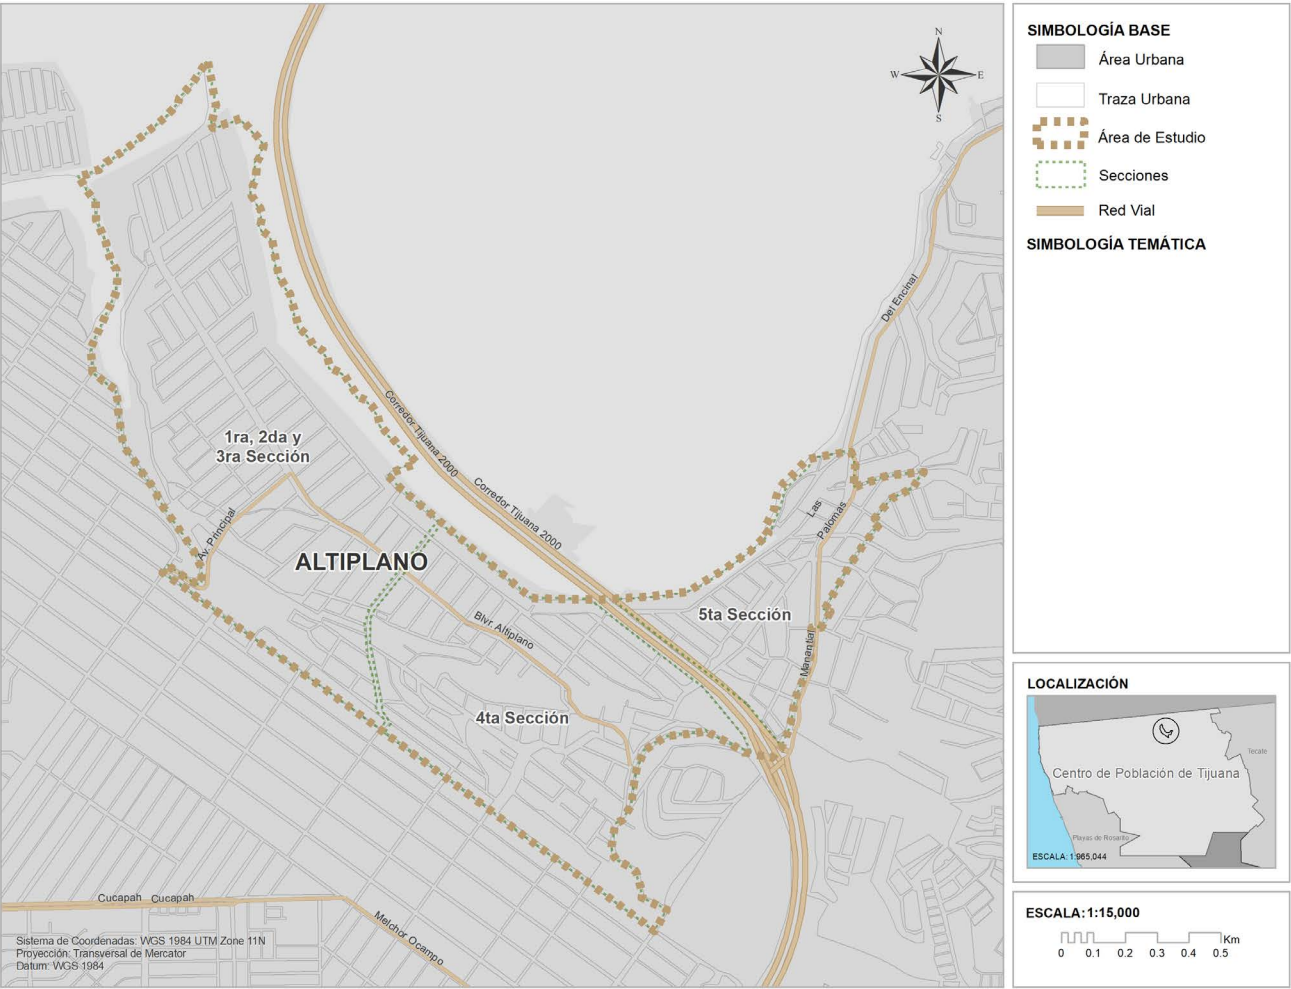 N
W
E
S
Del Encinal
Corredor Tijuana 2000
Corredor Tijuana 2000
1ra, 2da y
3ra Sección
Av. Principal
ALTIPLANO
Las
Palomas
5ta Sección
Blvr. Altiplano
Manantial
4ta Sección
Cucapah Cucapah
Melchor Ocampo
Sistema de Coordenadas: WGS 1984 UTM Zone 11N
Proyección: Transversal de Mercator
Datum: WGS 1984
SIMBOLOGÍA BASE
Área Urbana
Traza Urbana
Área de Estudio
Secciones
Red Vial
SIMBOLOGÍA TEMÁTICA
LOCALIZACIÓN
Tecate
Centro de Población de Tijuana
Playas de Rosarito
ESCALA: 1:965,044
ESCALA: 1:15,000
Km
0 0.1 0.2 0.3 0.4 0.5